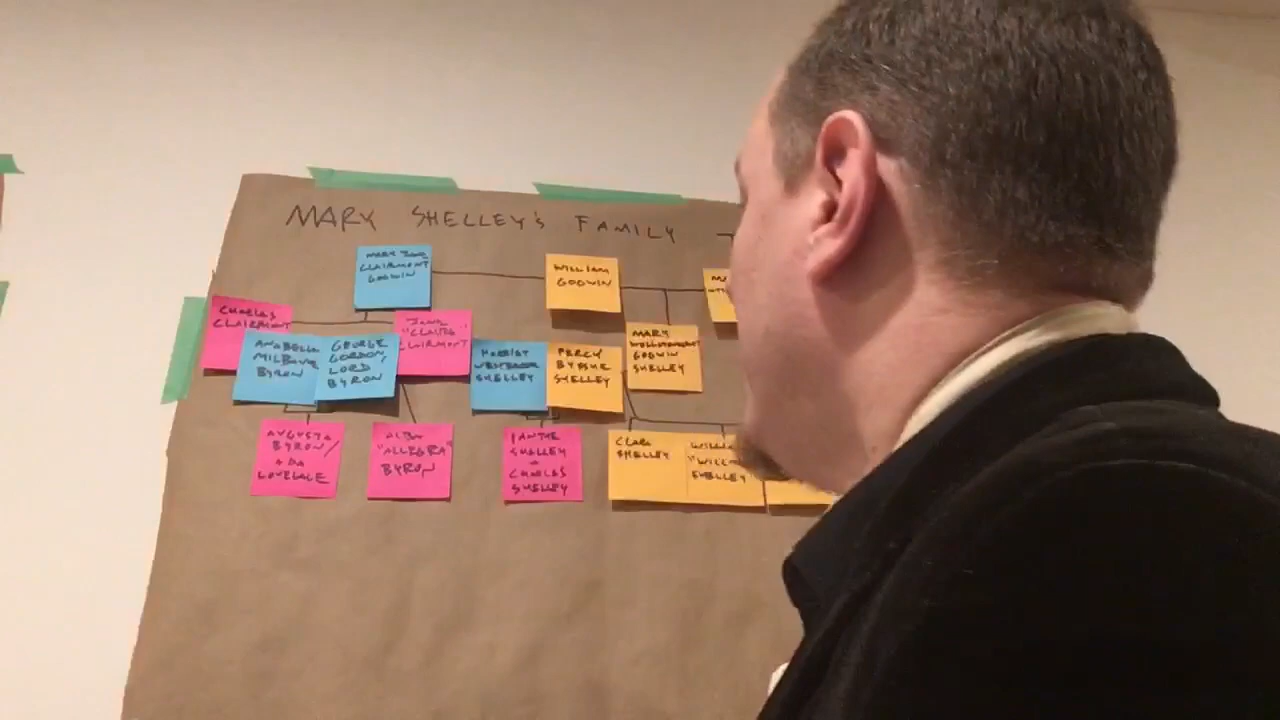 MARY SHELLEY'S FAMILY
MARY JANE
CLAIRMONT
GODWIN
WILLIAM
GODWIN
CHARLES
CLAIRMONT
JANE
"CLAIRE"
CLAIRMONT
MARY
WOLLSTONECRAFT
GODWIN
SHELLEY
ANABELLA
MILBANKE
BYRON
GEORGE
GORDON,
LORD
BYRON
HARRIET
WESTBROOK
SHELLEY
PERCY
BYSSHE
SHELLEY
AUGUSTA
BYRON/
ADA
LOVELACE
ALBA
"ALLEGRA"
BYRON
IANTHE
SHELLEY
CHARLES
SHELLEY
CLARA
SHELLEY
SHELLEY